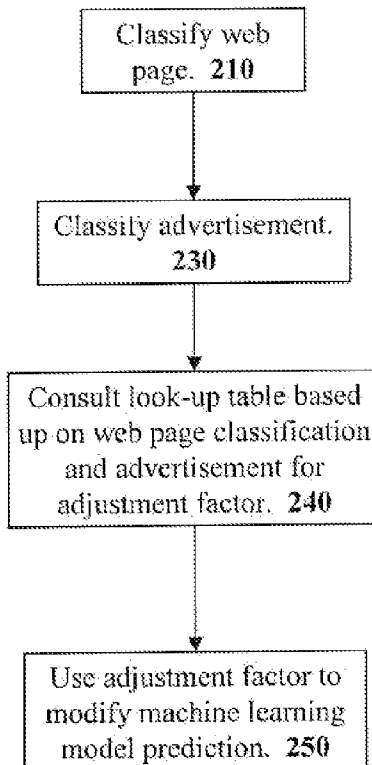 Classify web
page. 210
Classify advertisement.
230
Consult look-up table based
up on web page classification
and advertisement for
adjustment factor. 240
Use adjustment factor to
modify machine learning
model prediction. 250